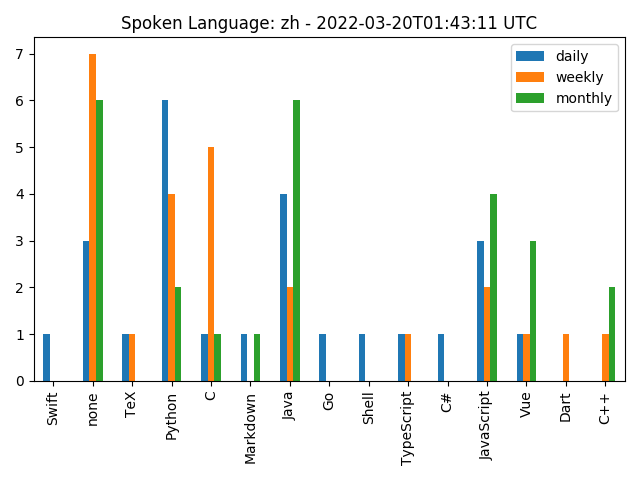 Spoken Language: zh - 2022-03-20T01:43:11 UTC
daily
weekly
monthly
7
6
5
4
3
2
1
0
Swift
none
TeX
Python
C
Markdown
Java
Go
Shell
TypeScript
C#
JavaScript
Vue
Dart
C++